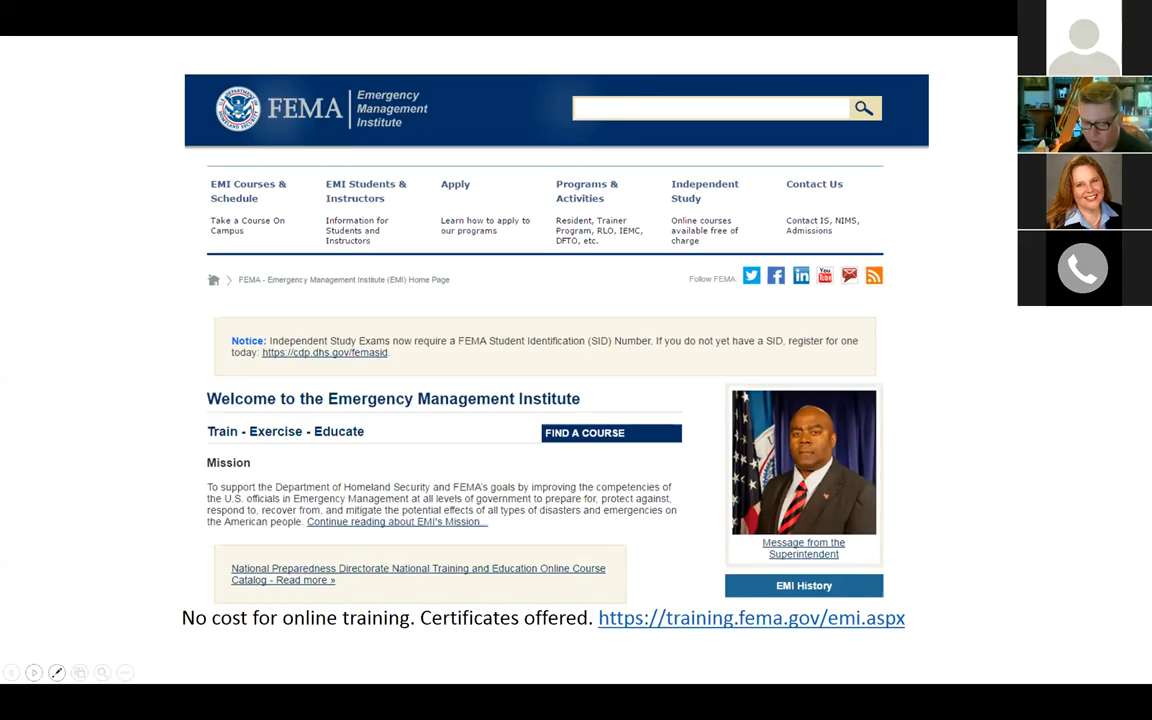 FEMA
Emergency
Management
Institute
EMI Courses &
Schedule
Take a Course On
Campus
EMI Students &
Instructors
Information for
Students and
Instructors
Apply
Learn how to apply to
our programs
Programs &
Activities
Resident, Trainer
Program, RLO, IEMC,
DFTO, etc.
Independent
Study
Online courses
available free of
charge
Contact Us
Contact IS, NIMS,
Admissions
FEMA - Emergency Management Institute (EMI) Home Page
Follow FEMA:
You
Tube
Notice: Independent Study Exams now require a FEMA Student Identification (SID) Number. If you do not yet have a SID, register for one
today: https://cdp.dhs.gov/femasid.
Welcome to the Emergency Management Institute
Train - Exercise - Educate
FIND A COURSE
Mission
To support the Department of Homeland Security and FEMA's goals by improving the competencies of
the U.S. officials in Emergency Management at all levels of government to prepare for, protect against,
respond to, recover from, and mitigate the potential effects of all types of disasters and emergencies on
the American people. Continue reading about EMI's Mission...
Message from the
Superintendent
National Preparedness Directorate National Training and Education Online Course
Catalog - Read more »
EMI History
No cost for online training. Certificates offered. https://training.fema.gov/emi.aspx